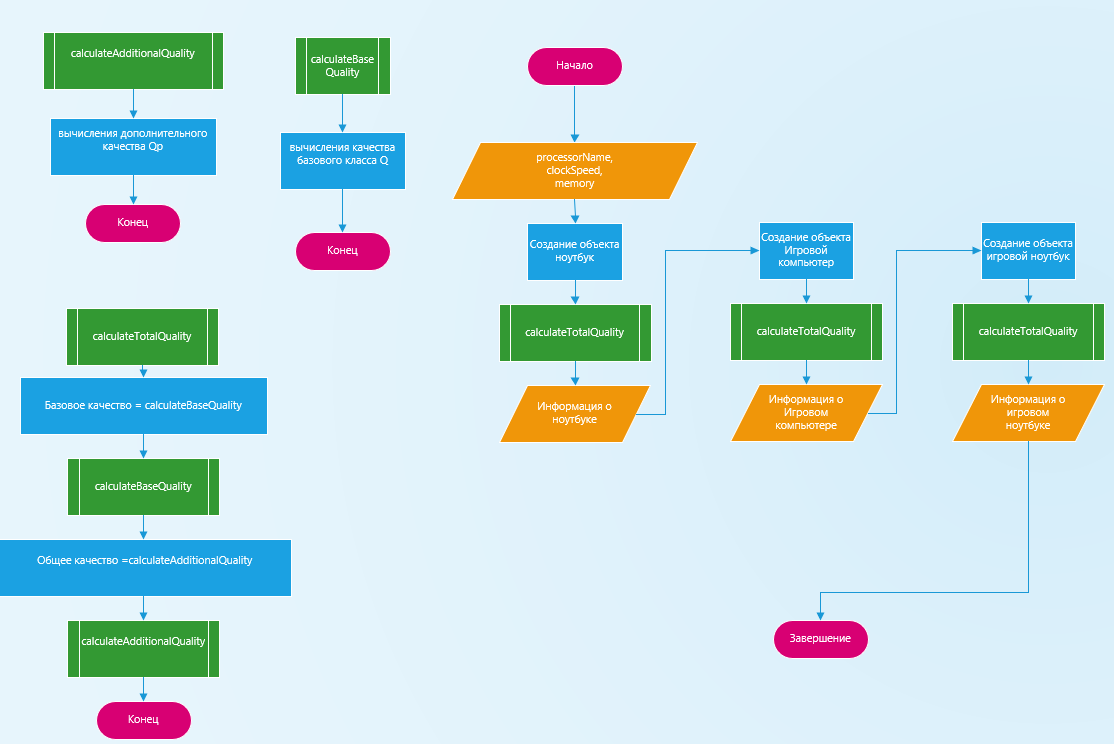 calculateAdditionalQuality
вычисления дополнительного
качества Qp
Конец
calculateBase
Quality
вычисления качества
базового класса Q
Конец
calculateTotalQuality
Базовое качество = calculateBaseQuality
calculateBaseQuality
Общее качество =calculateAdditionalQuality
calculateAdditionalQuality
Конец
Начало
processorName,
clockSpeed,
memory
Создание объекта
ноутбук
calculateTotalQuality
Информация о
ноутбуке
Создание объекта
Игровой
компьютер
calculateTotalQuality
Информация о
Игровом
компьютере
Создание объекта
игровой ноутбук
calculateTotalQuality
Информация о
игровом
ноутбуке
Завершение